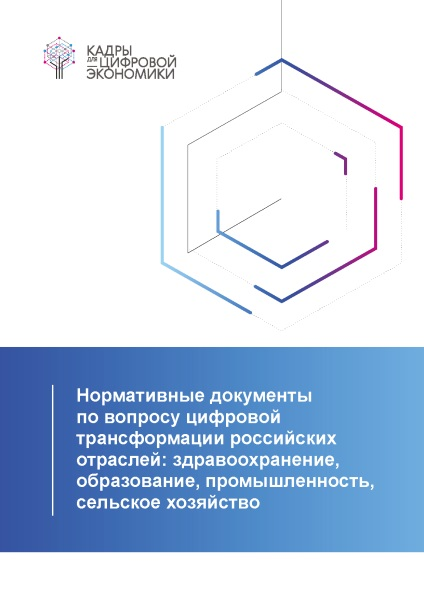 КАДРЫ
ДЛЯ ЦИФРОВОЙ
ЭКОНОМИКИ
Нормативные документы
по вопросу цифровой
трансформации российских
отраслей: здравоохранение,
образование, промышленность,
сельское хозяйство